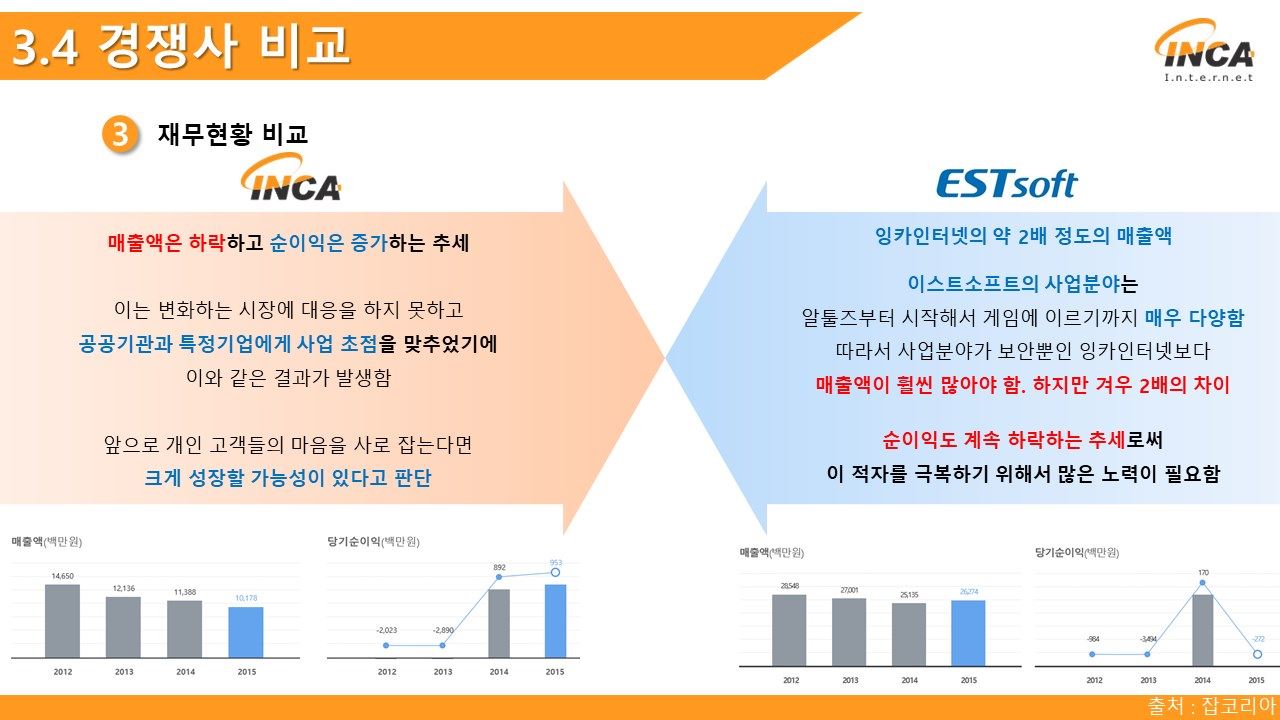 3.4 경쟁사 비교
INCA
I.n.t.e.r.n.e.t
3 재무현황 비교
INCA
매출액은 하락하고 순이익은 증가하는 추세
이는 변화하는 시장에 대응을 하지 못하고
공공기관과 특정기업에게 사업 초점을 맞추었기에
이와 같은 결과가 발생함
앞으로 개인 고객들의 마음을 사로 잡는다면
크게 성장할 가능성이 있다고 판단
ESTsoft
잉카인터넷의 약 2배 정도의 매출액
이스트소프트의 사업분야는
알툴즈부터 시작해서 게임에 이르기까지 매우 다양함
따라서 사업분야가 보안뿐인 잉카인터넷보다
매출액이 훨씬 많아야 함. 하지만 겨우 2배의 차이
순이익도 계속 하락하는 추세로써
이 적자를 극복하기 위해서 많은 노력이 필요함
매출액(백만원)
14,650 12,136 11,388 10,178
2012 2013 2014 2015
당기순이익(백만원)
-2,023 -2,890 892 953
2012 2013 2014 2015
매출액(백만원)
28,548 27,001 25,135 26,274
2012 2013 2014 2015
당기순이익(백만원)
-984 -3,494 170 -272
2012 2013 2014 2015
출처 : 잡코리아